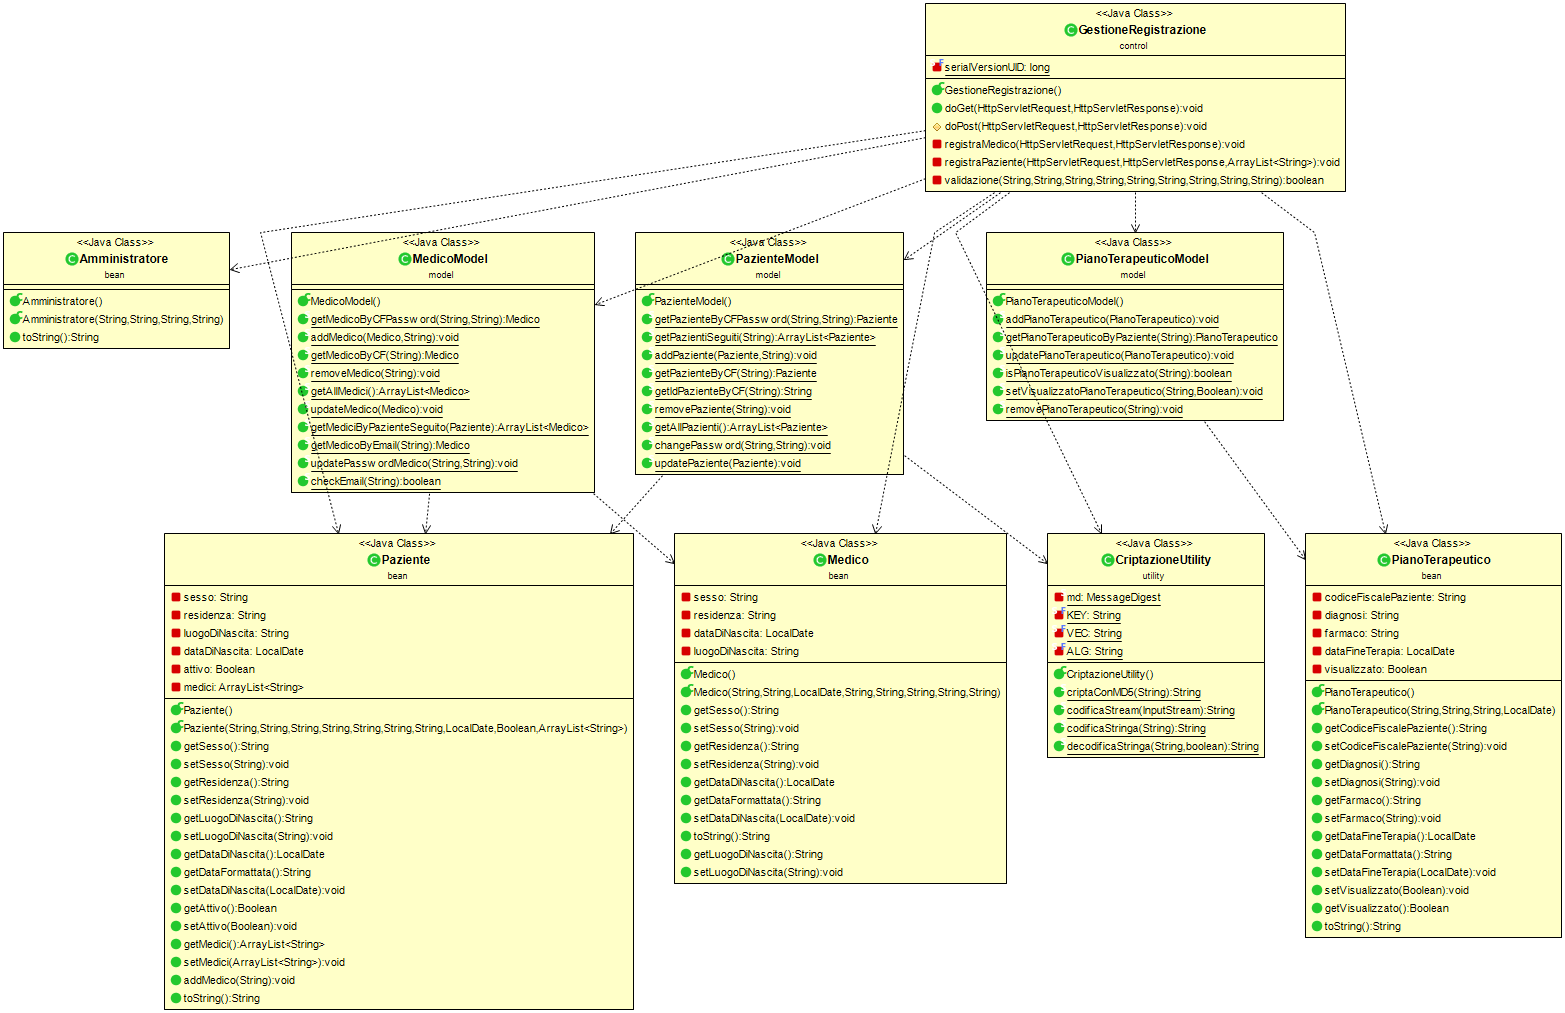 <<Java Class>>
GestioneRegistrazione
control
serialVersionUID: long
GestioneRegistrazione()
doGet(HttpServletRequest,HttpServletResponse):void
doPost(HttpServletRequest,HttpServletResponse):void
registraMedico(HttpServletRequest,HttpServletResponse):void
registraPaziente(HttpServletRequest,HttpServletResponse,ArrayList<String>):void
validazione(String,String,String,String,String,String,String,String,String):boolean
<<Java Class>>
Amministratore
bean
Amministratore()
Amministratore(String,String,String,String)
toString():String
<<Java Class>>
MedicoModel
model
MedicoModel()
getMedicoByCFPassword(String,String):Medico
addMedico(Medico,String):void
getMedicoByCF(String):Medico
removeMedico(String):void
getAllMedici():ArrayList<Medico>
updateMedico(Medico):void
getMediciByPazienteSeguito(Paziente):ArrayList<Medico>
getMedicoByEmail(String):Medico
updatePasswordMedico(String,String):void
checkEmail(String):boolean
<<Java Class>>
PazienteModel
model
PazienteModel()
getPazienteByCFPassword(String,String):Paziente
getPazientiSeguiti(String):ArrayList<Paziente>
addPaziente(Paziente,String):void
getPazienteByCF(String):Paziente
getIdPazienteByCF(String):String
removePaziente(String):void
getAllPazienti():ArrayList<Paziente>
changePassword(String,String):void
updatePaziente(Paziente):void
<<Java Class>>
PianoTerapeuticoModel
model
PianoTerapeuticoModel()
addPianoTerapeutico(PianoTerapeutico):void
getPianoTerapeuticoByPaziente(String):PianoTerapeutico
updatePianoTerapeutico(PianoTerapeutico):void
isPianoTerapeuticoVisualizzato(String):boolean
setVisualizzatoPianoTerapeutico(String,Boolean):void
removePianoTerapeutico(String):void
<<Java Class>>
Paziente
bean
sesso: String
residenza: String
luogoDiNascita: String
dataDiNascita: LocalDate
attivo: Boolean
medici: ArrayList<String>
Paziente()
Paziente(String,String,String,String,String,String,String,LocalDate,Boolean,ArrayList<String>)
getSesso():String
setSesso(String):void
getResidenza():String
setResidenza(String):void
getLuogoDiNascita():String
setLuogoDiNascita(String):void
getDataDiNascita():LocalDate
getDataFormattata():String
setDataDiNascita(LocalDate):void
getAttivo():Boolean
setAttivo(Boolean):void
getMedici():ArrayList<String>
setMedici(ArrayList<String>):void
addMedico(String):void
toString():String
<<Java Class>>
Medico
bean
sesso: String
residenza: String
dataDiNascita: LocalDate
luogoDiNascita: String
Medico()
Medico(String,String,LocalDate,String,String,String,String,String)
getSesso():String
setSesso(String):void
getResidenza():String
setResidenza(String):void
getDataDiNascita():LocalDate
getDataFormattata():String
setDataDiNascita(LocalDate):void
toString():String
getLuogoDiNascita():String
setLuogoDiNascita(String):void
<<Java Class>>
CriptazioneUtility
utility
md: MessageDigest
KEY: String
VEC: String
ALG: String
CriptazioneUtility()
criptaConMD5(String):String
codificaStream(InputStream):String
codificaStringa(String):String
decodificaStringa(String,boolean):String
<<Java Class>>
PianoTerapeutico
bean
codiceFiscalePaziente: String
diagnosi: String
farmaco: String
dataFineTerapia: LocalDate
visualizzato: Boolean
PianoTerapeutico()
PianoTerapeutico(String,String,String,LocalDate)
getCodiceFiscalePaziente():String
setCodiceFiscalePaziente(String):void
getDiagnosi():String
setDiagnosi(String):void
getFarmaco():String
setFarmaco(String):void
getDataFineTerapia():LocalDate
getDataFormattata():String
setDataFineTerapia(LocalDate):void
setVisualizzato(Boolean):void
getVisualizzato():Boolean
toString():String